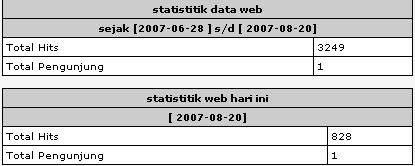 statistitik data web
sejak [2007-06-28 ] s/d [ 2007-08-20]
Total Hits 3249
Total Pengunjung 1
statistitik web hari ini
[ 2007-08-20]
Total Hits 828
Total Pengunjung 1